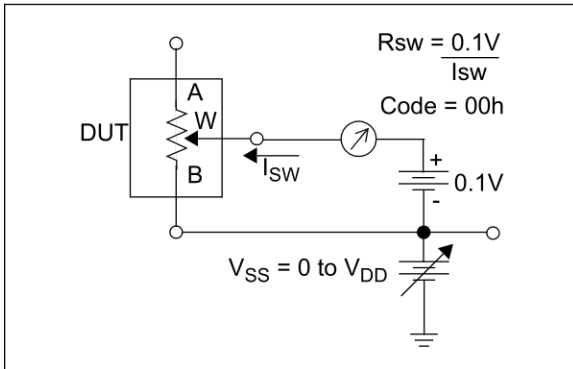 Rsw = 0.1V
Isw
Code = 00h
A
W
DUT
B
ISW
+
0.1V
-
VSS = 0 to VDD